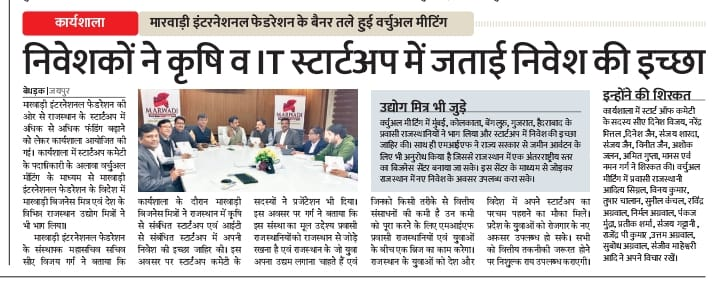 कार्यशाला
मारवाड़ी इंटरनेशनल फेडरेशन के बैनर तले हुई वर्चुअल मीटिंग
निवेशकों ने कृषि व IT स्टार्टअप में जताई निवेश की इच्छा
बेधड़क | जयपुर
मारवाड़ी इंटरनेशनल फेडरेशन की
ओर से राजस्थान के स्टार्टअप में
अधिक से अधिक फंडिंग बढ़ाने
को लेकर कार्यशाला आयोजित की
गई। कार्यशाला में स्टार्टअप कमेटी
के पदाधिकारी के अलावा वर्चुअल
मीटिंग के माध्यम से मारवाड़ी
इंटरनेशनल फेडरेशन के विदेश में
मारवाड़ी बिजनेस मित्र एवं देश के
विभिन्न राजस्थान उद्योग मित्रों ने
भी भाग लिया।
मारवाड़ी इंटरनेशनल फेडरेशन
के संस्थापक महासचिव सचिव
सीए विजय गर्ग ने बताया कि
MARWADI
कार्यशाला के दौरान मारवाड़ी
बिजनेस मित्रों ने राजस्थान में कृषि
से संबंधित स्टार्टअप एवं आईटी
से संबंधित स्टार्टअप में अपनी
निवेश की इच्छा जाहिर की। इस
अवसर पर स्टार्टअप कमेटी के
सदस्यों ने प्रजेंटेशन भी दिया।
इस अवसर पर गर्ग ने बताया कि
इस संस्था का मूल उद्देश्य प्रवासी
राजस्थानियों को राजस्थान से जोड़े
रखना है एवं राजस्थान के जो युवा
अपना उद्यम लगाना चाहते हैं एवं
उद्योग मित्र भी जुड़े
वर्चुअल मीटिंग में मुंबई, कोलकाता, बेंगलुरु, गुजरात, हैदराबाद के
प्रवासी राजस्थानियों ने भाग लिया और स्टार्टअप में निवेश की इच्छा
जाहिर की। साथ ही एमआईएफ ने राज्य सरकार से जमीन आवंटन के
लिए भी अनुरोध किया है जिससे राजस्थान में एक अंतरराष्ट्रीय स्तर
का बिजनेस सेंटर बनाया जा सके। इस सेंटर के माध्यम से जोड़कर
राजस्थान में नए निवेश के अवसर उपलब्ध करा सके।
जिनको किसी तरीके से वित्तीय
संसाधनों की कमी है उन कमी
को पूरा करने के लिए एमआईएफ
प्रवासी राजस्थानियों एवं युवाओं
के बीच एक ब्रिज का काम करेगा।
राजस्थान के युवाओं को देश और
विदेश में अपने स्टार्टअप का
परचम पहराने का मौका मिले।
प्रदेश के युवाओं को रोजगार के नए
अवसर उपलब्ध हो सके। सभी
को वित्तीय तकनीकी जरूरत होने
पर निशुल्क राय उपलब्ध कराएगी।
इन्होंने की शिरकत
कार्यशाला में स्टार्ट ऑफ कमेटी
के सदस्य सीए दिनेश विजय, नरेंद्र
मित्तल, दिनेश जैन, संजय शारदा,
संजय जैन, विनीत जैन, अशोक
जलन, अमित गुप्ता, मामस एवं
नमन गर्ग ने शिरकत की। वर्चुअल
मीटिंग में प्रवासी राजस्थानी
आदित्य सिंघल, विनय कुमार,
तुषार चालान, सुनील कंचल, रविंद्र
अग्रवाल, निर्मल अग्रवाल, पंकज
मुंद्रा, प्रतीक शर्मा, संजय गट्टानी,
राजेंद्र पी कुमार, उत्तम अग्रवाल,
सुबोध अग्रवाल, संजीव माहेश्वरी
आदि ने अपने विचार रखें।